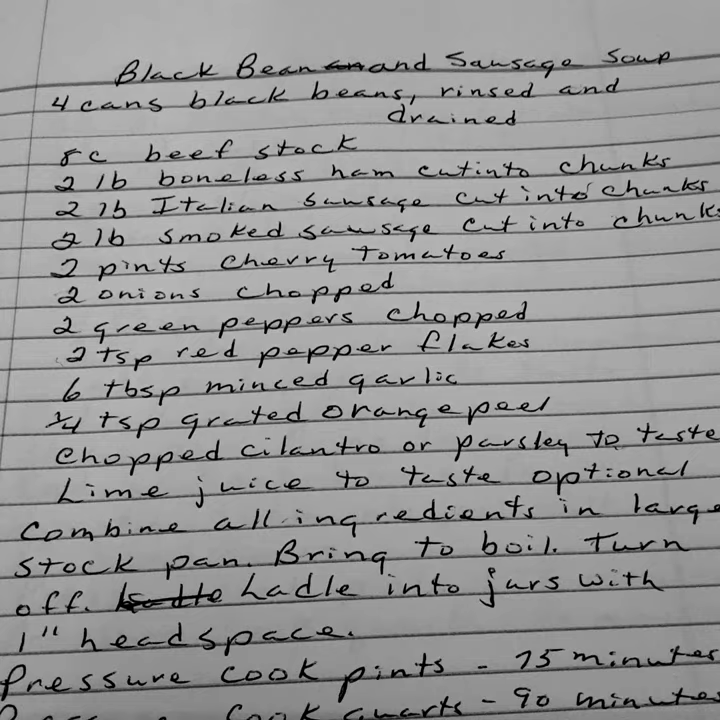 Black Bean and Sausage Soup
4 cans black beans, rinsed and
drained
8c beef stock
2 lb boneless ham cut into chunks
2 lb Italian sausage cut into chunks
2 lb smoked sausage cut into chunks
2 pints cherry tomatoes
2 onions chopped
2 green peppers chopped
2 tsp red pepper flakes
6 tbsp minced garlic
3/4 tsp grated orange peel
Chopped cilantro or parsley to taste
Lime juice to taste optional
Combine all ingredients in large
stock pan. Bring to boil. Turn
off. Ladle into jars with
1" headspace.
Pressure cook pints - 75 minutes
Cook quarts - 90 minutes